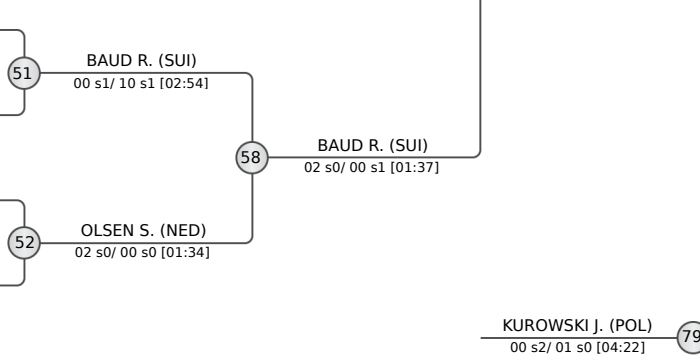 BAUD R. (SUI)
51
00 s1/ 10 s1 [02:54]
BAUD R. (SUI)
58
02 s0/ 00 s1 [01:37]
OLSEN S. (NED)
52
02 s0/ 00 s0 [01:34]
KUROWSKI J. (POL)
79
00 s2/ 01 s0 [04:22]